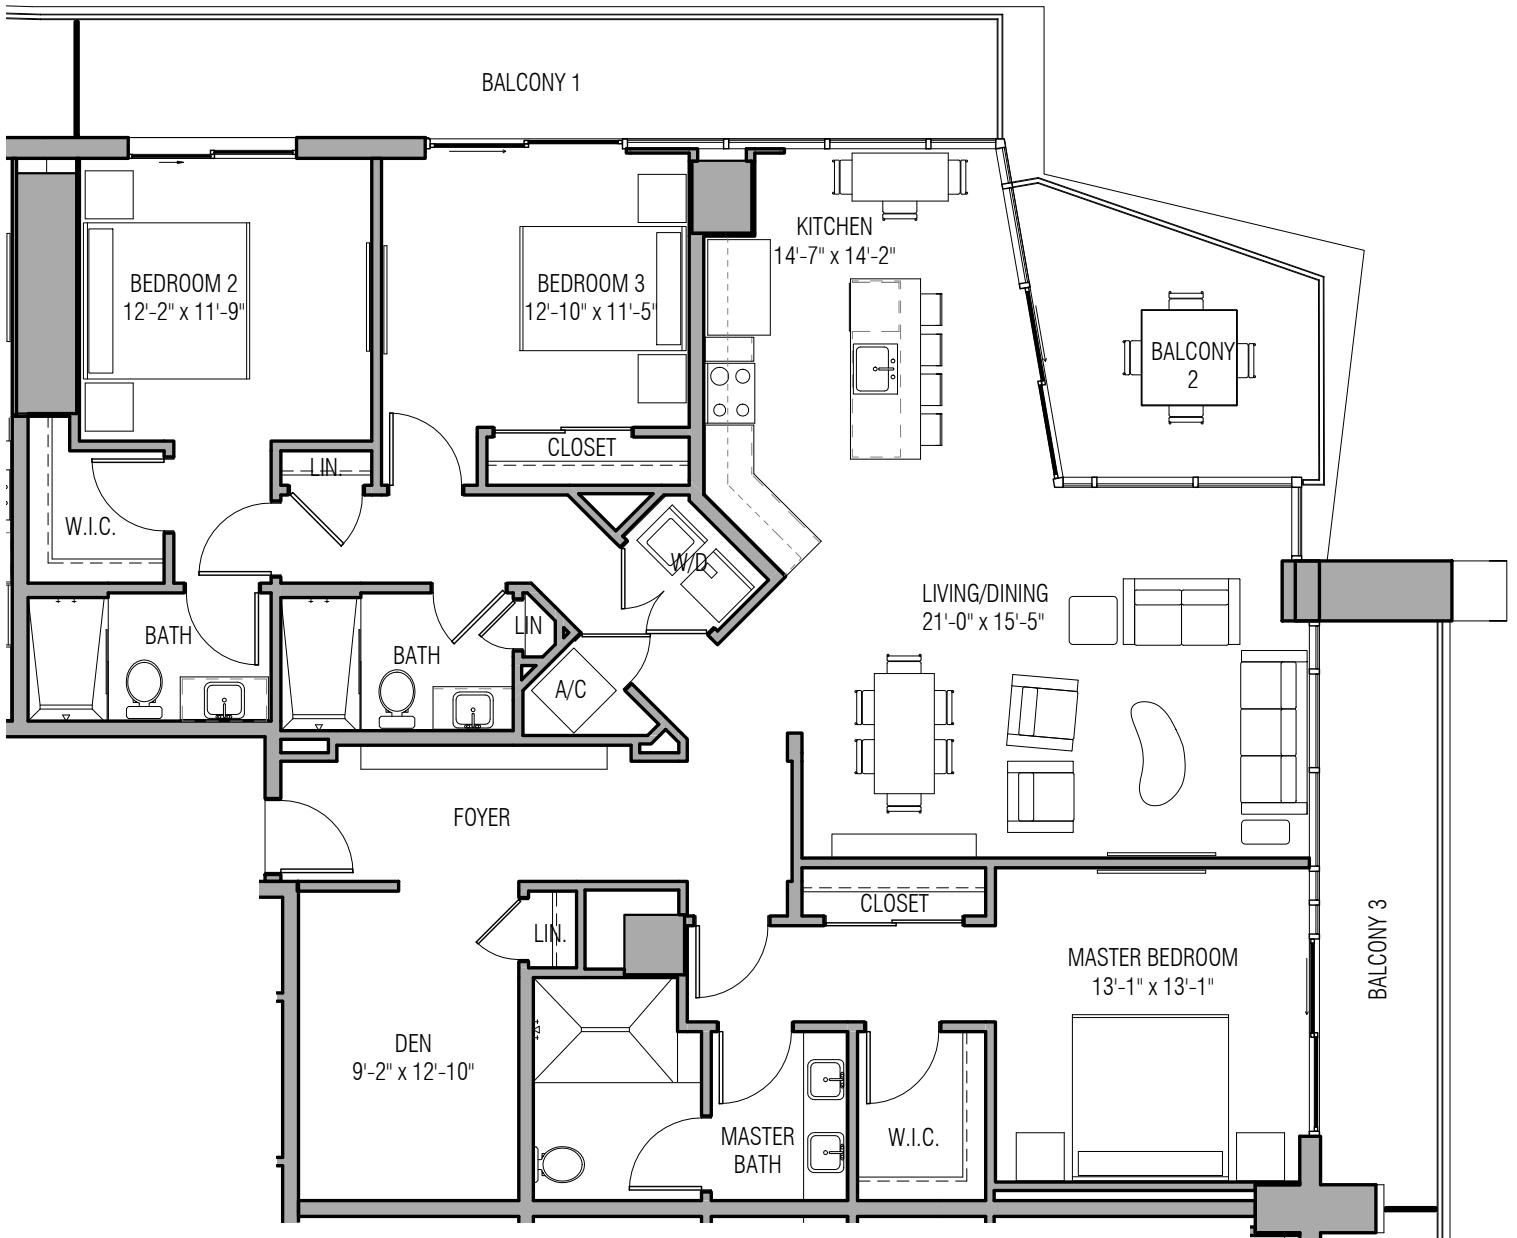 BALCONY 1
KITCHEN
14'-7" x 14'-2"
BEDROOM 2
12'-2" x 11'-9"
BEDROOM 3
12'-10" x 11'-5"
BALCONY
2
CLOSET
LIN.
W.I.C.
W/D
LIVING/DINING
21'-0" x 15'-5"
BATH
LIN
BATH
A/C
FOYER
CLOSET
LIN.
BALCONY 3
MASTER BEDROOM
13'-1" x 13'-1"
DEN
9'-2" x 12'-10"
MASTER
BATH
W.I.C.